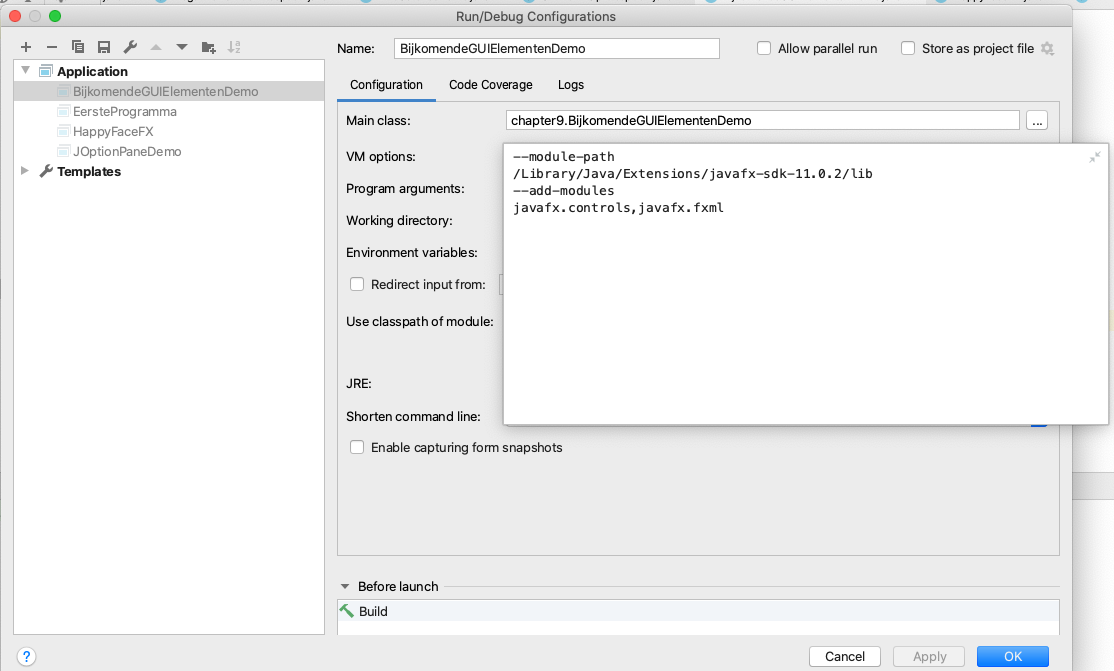 Run/Debug Configurations
Name: BijkomendeGUIElementenDemo
Allow parallel run
Store as project file
Application
BijkomendeGUIElementenDemo
EersteProgramma
HappyFaceFX
JOptionPaneDemo
Templates
Configuration Code Coverage Logs
Main class: chapter9.BijkomendeGUIElementenDemo ...
VM options:
--module-path
/Library/Java/Extensions/javafx-sdk-11.0.2/lib
--add-modules
javafx.controls,javafx.fxml
Program arguments:
Working directory:
Environment variables:
Redirect input from:
Use classpath of module:
JRE:
Shorten command line:
Enable capturing form snapshots
Before launch
Build
? Cancel Apply OK